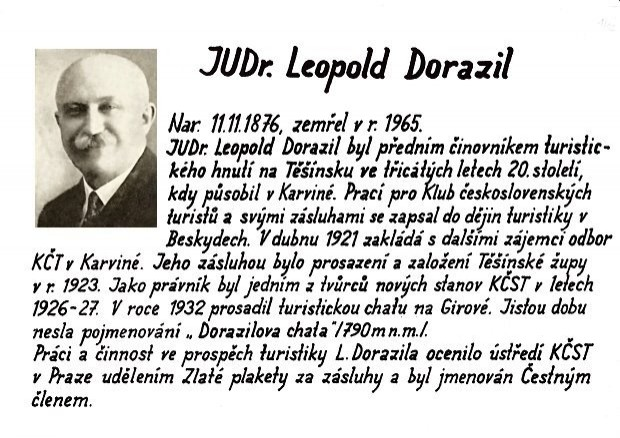 JUDr. Leopold Dorazil
Nar. 11.11.1876, zemřel v r. 1965.
JUDr. Leopold Dorazil byl předním činovníkem turistic-
kého hnutí na Těšínsku ve třicátých letech 20. století,
kdy působil v Karviné. Prací pro Klub československých
turistů a svými zásluhami se zapsal do dějin turistiky v
Beskydech. V dubnu 1921 zakládá s dalšími zájemci odbor
KČT v Karviné. Jeho zásluhou bylo prosazení a založení Těšínské župy
v r. 1923. Jako právník byl jedním z tvůrců nových stanov KČST v letech
1926-27. V roce 1932 prosadil turistickou chatu na Girové. Jistou dobu
nesla pojmenování „Dorazilova chata"/790m n.m./.
Práci a činnost ve prospěch turistiky L. Dorazila ocenilo ústředí KČST
v Praze udělením Zlaté plakety za zásluhy a byl jmenován Čestným
členem.